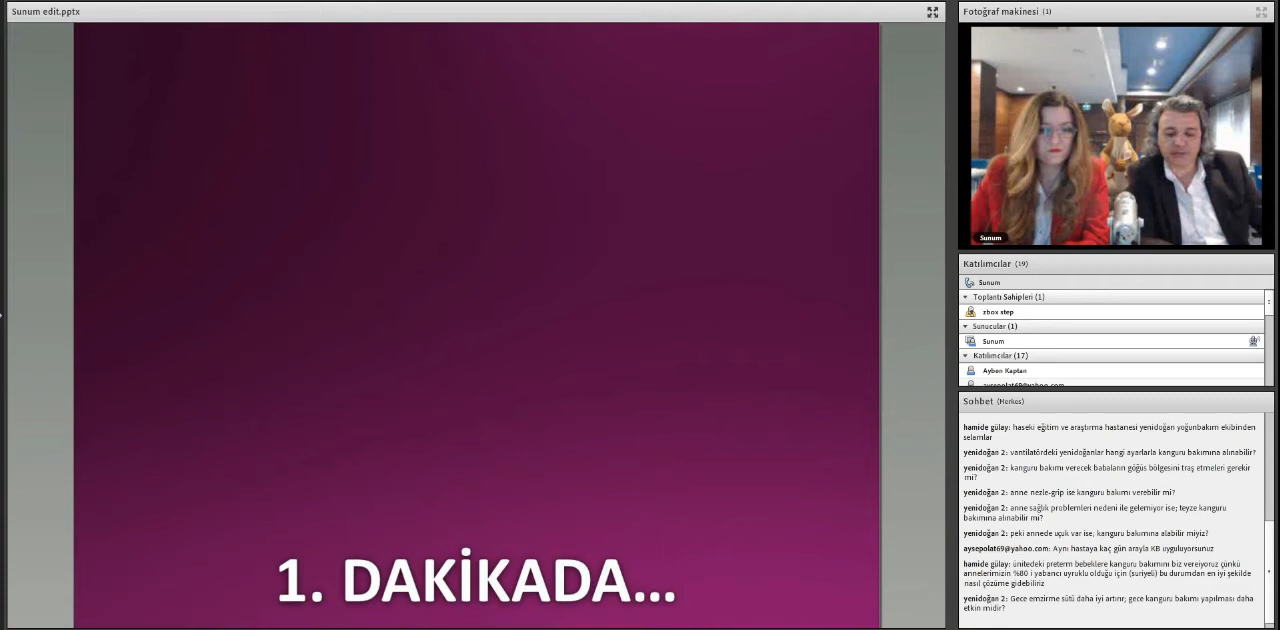 Sunum edit.pptx
1. DAKİKADA...
Fotoğraf makinesi (1)
Sunum
Katılımcılar (19)
Sunum
Toplantı Sahipleri (1)
zbox step
Sunucular (1)
Sunum
Katılımcılar (17)
Ayben Kaptan
aysepolat69@yahoo.com
Sohbet (Herkes)
hamide gülay: haseki eğitim ve araştırma hastanesi yenidoğan yoğunbakım ekibinden
selamlar
yenidoğan 2: vantilatördeki yenidoğanlar hangi ayarlarla kanguru bakımına alınabilir?
yenidoğan 2: kanguru bakımı verecek babaların göğüs bölgesini traş etmeleri gerekir
mi?
yenidoğan 2: anne nezle-grip ise kanguru bakımı verebilir mi?
yenidoğan 2: anne sağlık problemleri nedeni ile gelemiyor ise; teyze kanguru
bakımına alınabilir mi?
yenidoğan 2: peki annede uçuk var ise; kanguru bakımına alabilir miyiz?
aysepolat69@yahoo.com: Aynı hastaya kaç gün arayla KB uyguluyorsunuz
hamide gülay: ünitedeki preterm bebeklere kanguru bakımını biz vereiyoruz çünkü
annelerimizin %80 i yabancı uyruklu olduğu için (suriyeli) bu durumdan en iyi şekilde
nasıl çözüme gidebiliriz
yenidoğan 2: Gece emzirme sütü daha iyi artırır; gece kanguru bakımı yapılması daha
etkin midir?